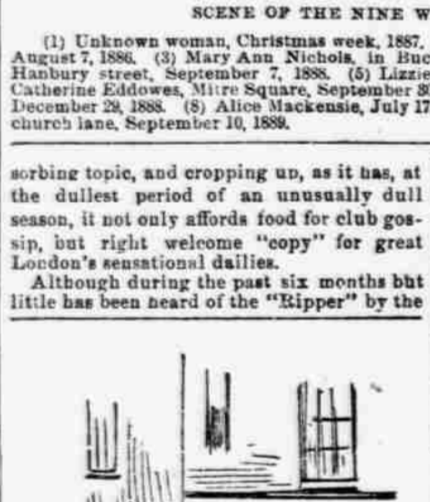 SCENE OF THE NINE W
(1) Unknown woman, Christmas week, 1887.
August 7, 1886. (3) Mary Ann Nichols, in Buc
Hanbury street, September 7, 1888. (5) Lizzie
Catherine Eddowes, Mitre Square, September 30
December 29, 1888. (8) Alice Mackensie, July 17
church lane, September 10, 1889.
sorbing topic, and cropping up, as it has, at
the dullest period of an unusually dull
season, it not only affords food for club gos-
sip, but right welcome "copy" for great
London's sensational dailies.
Although during the past six months but
little has been heard of the "Ripper" by the